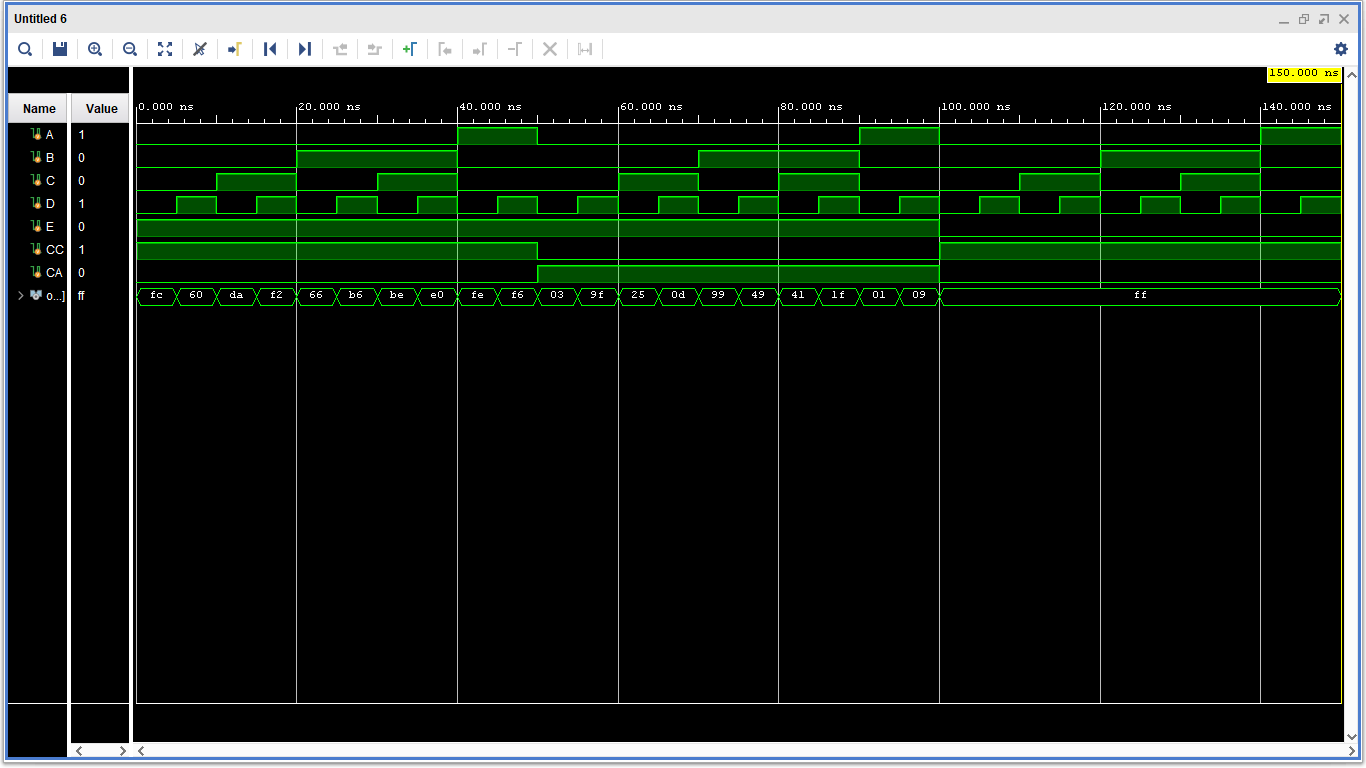 Untitled 6
150.000 ns
Name Value 0.000 ns 20.000 ns 40.000 ns 60.000 ns 80.000 ns 100.000 ns 120.000 ns 140.000 ns
A 1
B 0
C 0
D 1
E 0
CC 1
CA 0
o...] ff fc 60 da f2 66 b6 be e0 fe f6 03 9f 25 0d 99 49 41 1f 01 09 ff